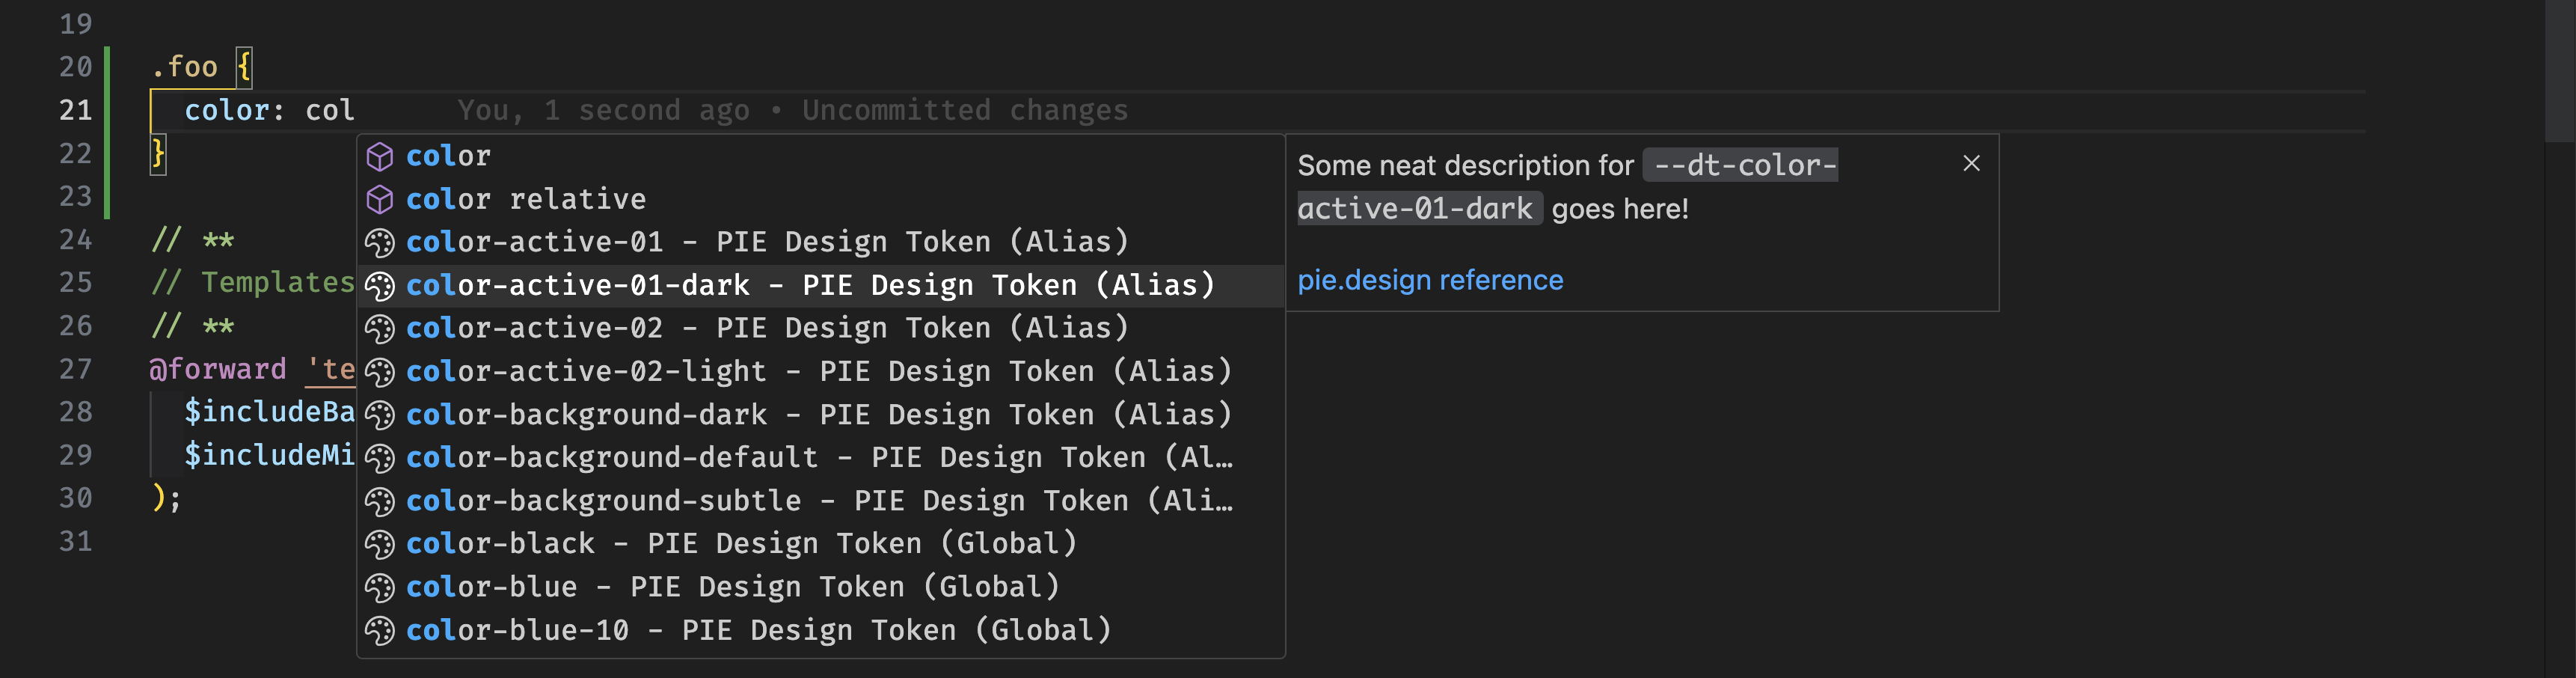 19
20 .foo {
21 color: col You, 1 second ago • Uncommitted changes
22 }
23
24 // **
25 // Templates
26 // **
27 @forward 'te
28 $includeBa
29 $includeMi
30 );
31
color
color relative
color-active-01 - PIE Design Token (Alias)
color-active-01-dark - PIE Design Token (Alias)
color-active-02 - PIE Design Token (Alias)
color-active-02-light - PIE Design Token (Alias)
color-background-dark - PIE Design Token (Alias)
color-background-default - PIE Design Token (Al…
color-background-subtle - PIE Design Token (Ali…
color-black - PIE Design Token (Global)
color-blue - PIE Design Token (Global)
color-blue-10 - PIE Design Token (Global)
Some neat description for --dt-color-
active-01-dark goes here!
pie.design reference